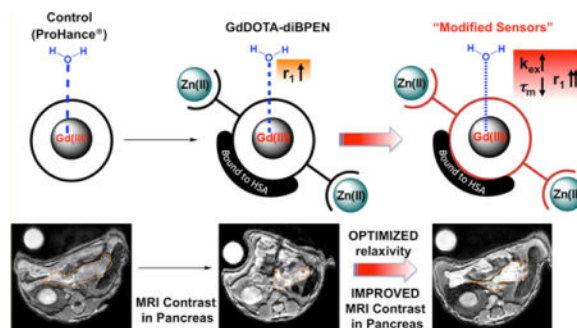 Control
(ProHance®)
GdDOTA-diBPEN
"Modified Sensors"
H O H
H O H
H O H
r1 ↑
kex ↑
τm ↓ r1 ⇈
Zn(II)
Zn(II)
Gd(III)
Gd(III)
Gd(III)
Bound to HSA
Bound to HSA
Zn(II)
Zn(II)
MRI Contrast
in Pancreas
OPTIMIZED
relaxivity
IMPROVED
MRI Contrast
in Pancreas